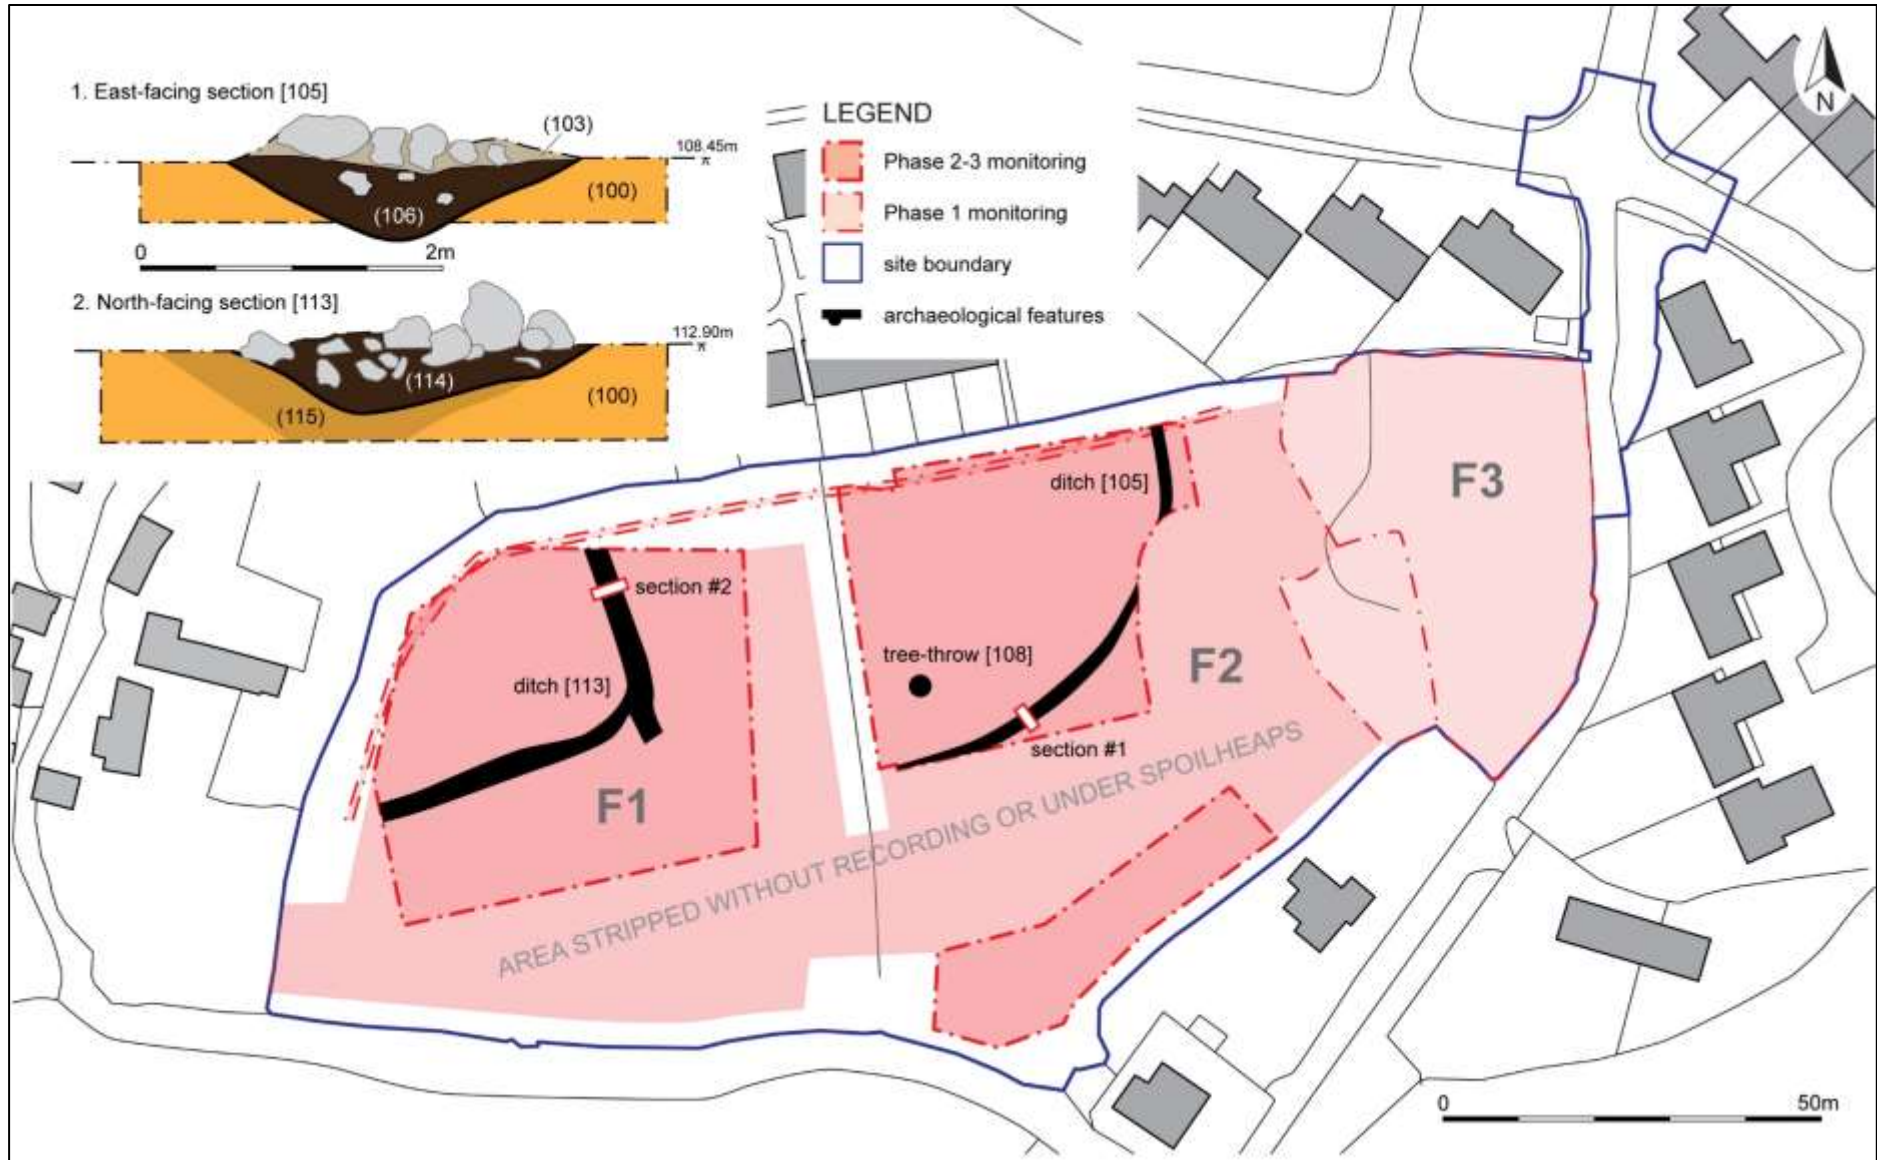 1. East-facing section [105]
(103)
108.45m
(100)
(106)
0 2m
2. North-facing section [113]
112.90m
(114)
(100)
(115)
LEGEND
Phase 2-3 monitoring
Phase 1 monitoring
site boundary
archaeological features
N
F3
ditch [105]
section #2
tree-throw [108]
F2
ditch [113]
section #1
F1
AREA STRIPPED WITHOUT RECORDING OR UNDER SPOILHEAPS
0 50m